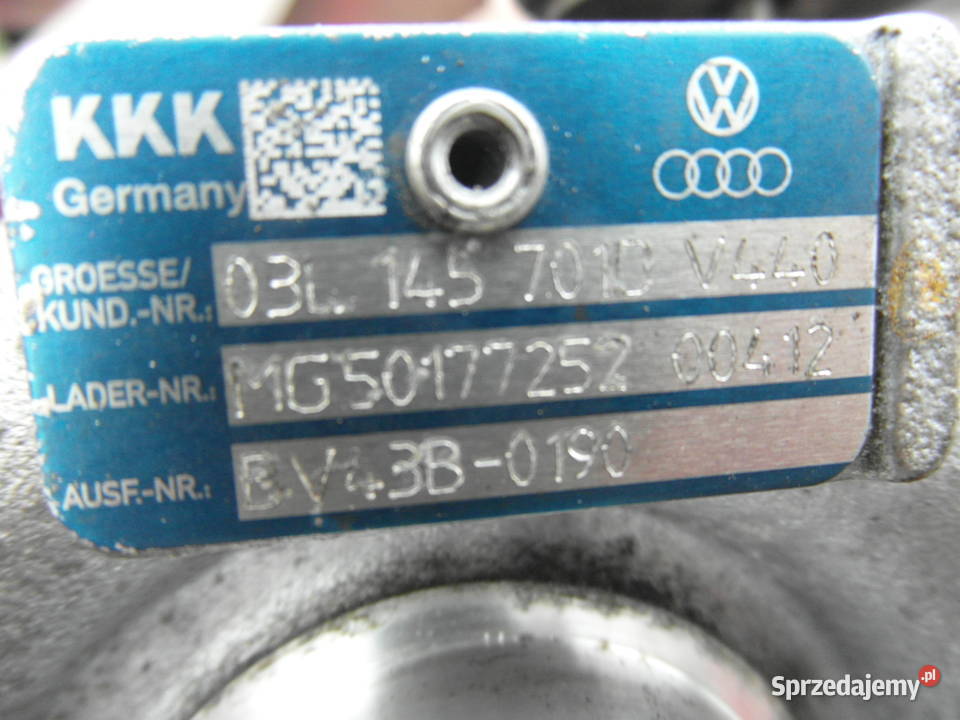 KKK
Germany
GROESSE/
KUND.-NR.: 03L 145 701D V440
LADER-NR.: MG50177252 00412
AUSF.-NR.: BV43B-0190
Sprzedajemy.pl